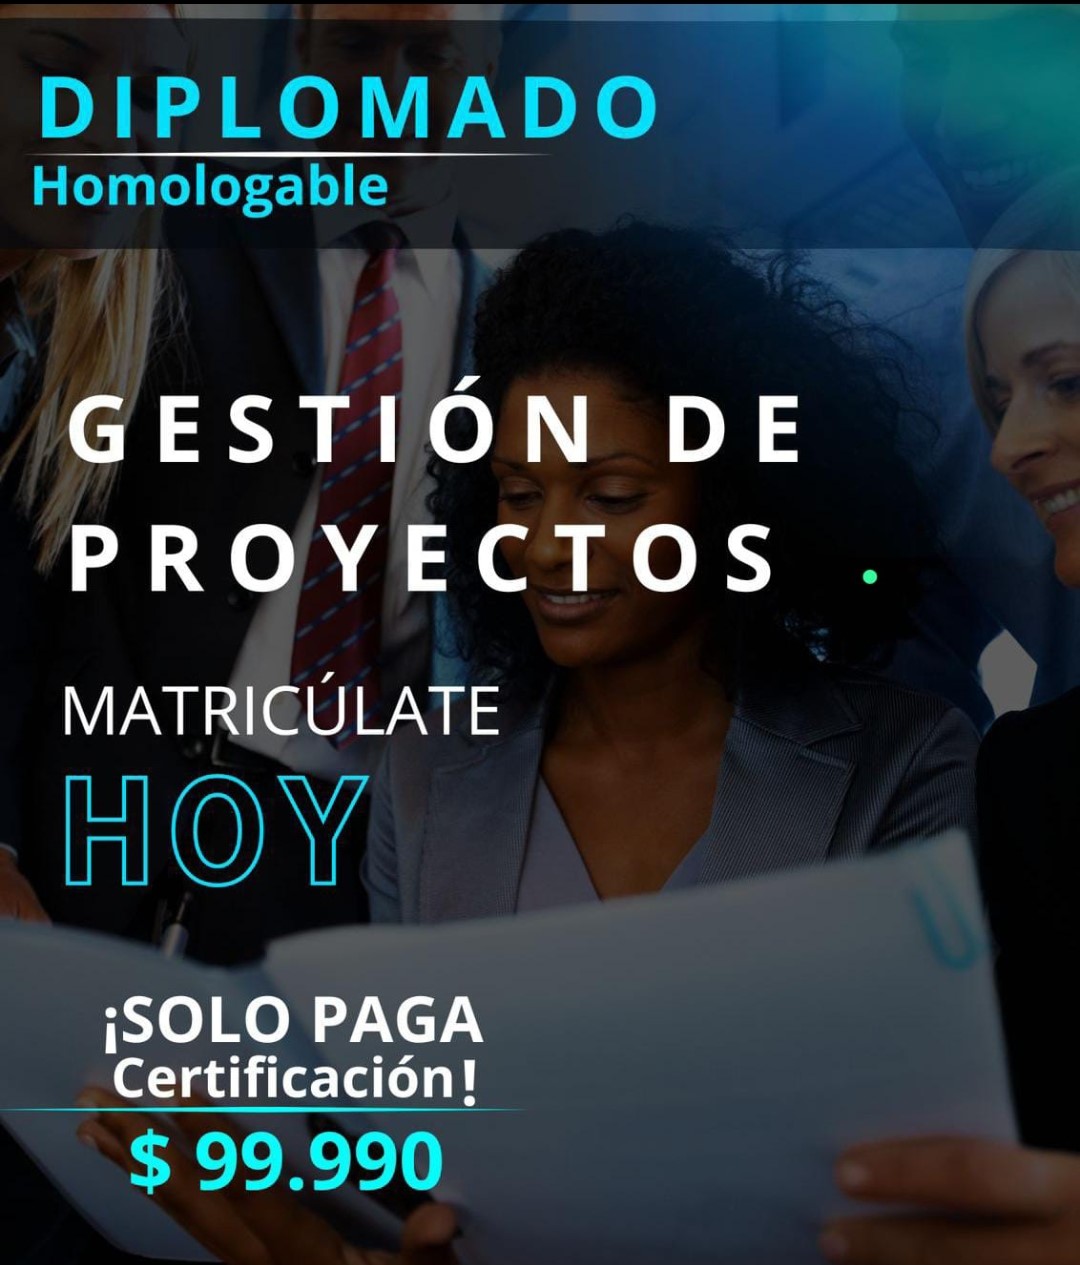 DIPLOMADO
Homologable
GESTIÓN DE
PROYECTOS .
MATRICÚLATE
HOY
¡SOLO PAGA
Certificación!
$ 99.990